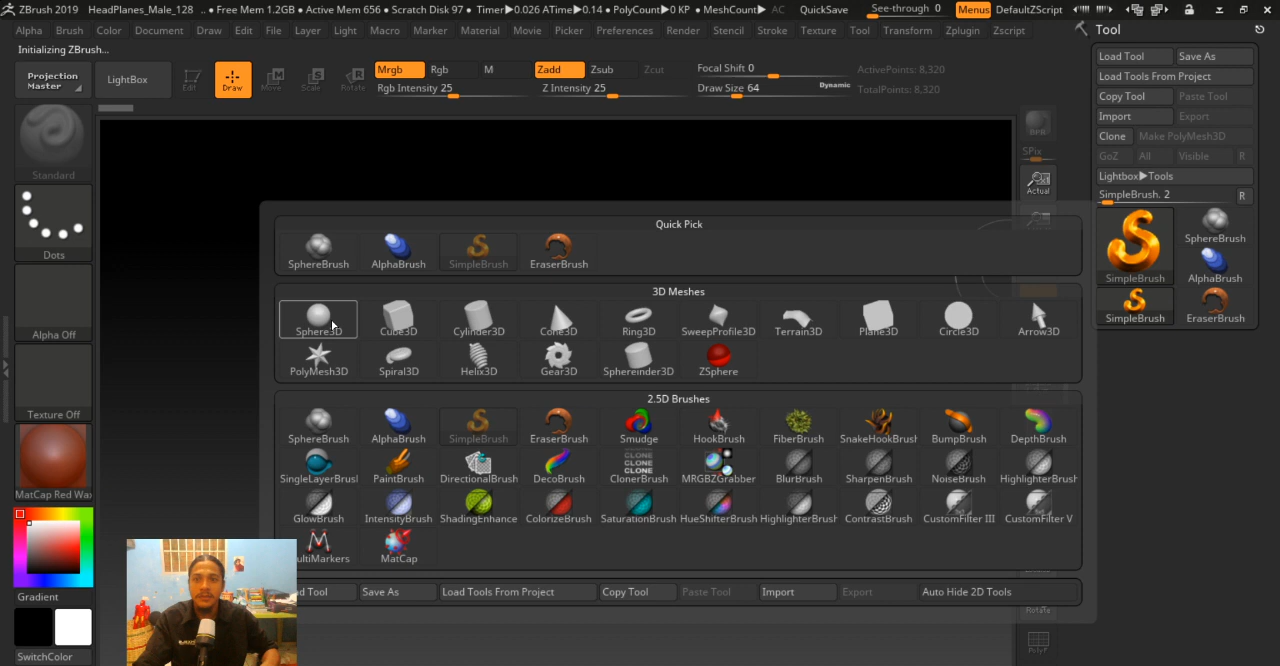 ZBrush 2019 HeadPlanes_Male_128 .. • Free Mem 1.2GB • Active Mem 656 • Scratch Disk 97 • Timer▶0.026 ATime▶0.14 • PolyCount▶0 KP • MeshCount▶ AC QuickSave See-through 0 Menus DefaultZScript
Alpha Brush Color Document Draw Edit File Layer Light Macro Marker Material Movie Picker Preferences Render Stencil Stroke Texture Tool Transform Zplugin Zscript
Tool
Initializing ZBrush...
Load Tool Save As
Load Tools From Project
Copy Tool Paste Tool
Import Export
Clone Make PolyMesh3D
GoZ All Visible R
Lightbox▶Tools
SimpleBrush. 2 R
SimpleBrush
SphereBrush
AlphaBrush
SimpleBrush
EraserBrush
Projection
Master
LightBox
Edit
Draw
Move
Scale
Rotate
Mrgb Rgb M
Rgb Intensity 25
Zadd Zsub Zcut
Z Intensity 25
Focal Shift 0
Draw Size 64
Dynamic
ActivePoints: 8,320
TotalPoints: 8,320
Standard
Dots
Alpha Off
Texture Off
MatCap Red Wax
Gradient
SwitchColor
BPR
SPix
Actual
Quick Pick
SphereBrush AlphaBrush SimpleBrush EraserBrush
3D Meshes
Sphere3D Cube3D Cylinder3D Cone3D Ring3D SweepProfile3D Terrain3D Plane3D Circle3D Arrow3D
PolyMesh3D Spiral3D Helix3D Gear3D Sphereinder3D ZSphere
2.5D Brushes
SphereBrush AlphaBrush SimpleBrush EraserBrush Smudge HookBrush FiberBrush SnakeHookBrush BumpBrush DepthBrush
SingleLayerBrush PaintBrush DirectionalBrush DecoBrush ClonerBrush MRGBZGrabber BlurBrush SharpenBrush NoiseBrush HighlighterBrush
CLONE
CLONE
CLONE
GlowBrush IntensityBrush ShadingEnhance ColorizeBrush SaturationBrush HueShifterBrush HighlighterBrush ContrastBrush CustomFilter III CustomFilter V
ultiMarkers MatCap
d Tool Save As Load Tools From Project Copy Tool Paste Tool Import Export Auto Hide 2D Tools
Rotate
PolyF